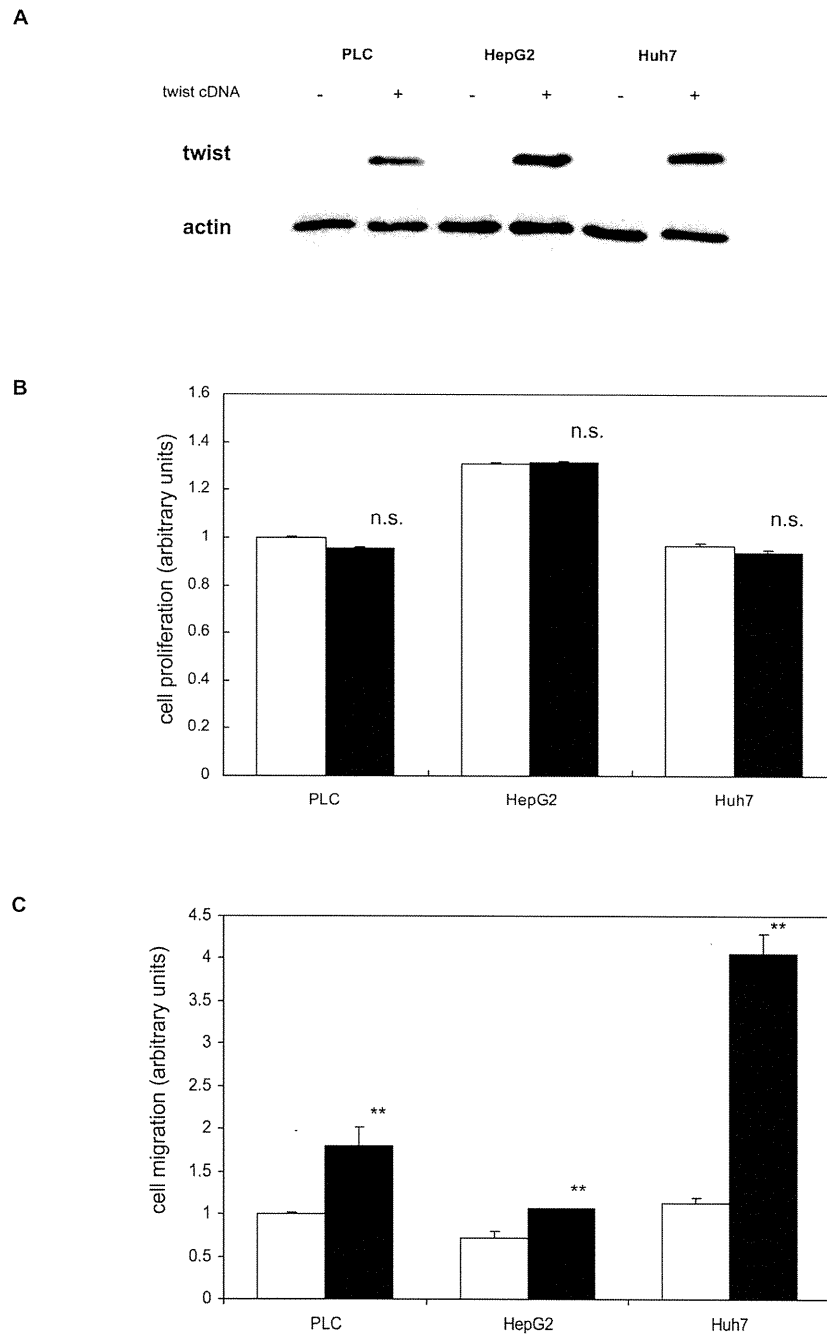 A
PLC HepG2 Huh7
twist cDNA - + - + - +
twist
actin
B
cell proliferation (arbitrary units)
1.6
1.4
1.2
1
0.8
0.6
0.4
0.2
0
n.s.
n.s.
n.s.
PLC HepG2 Huh7
C
cell migration (arbitrary units)
4.5
4
3.5
3
2.5
2
1.5
1
0.5
0
**
**
**
PLC HepG2 Huh7